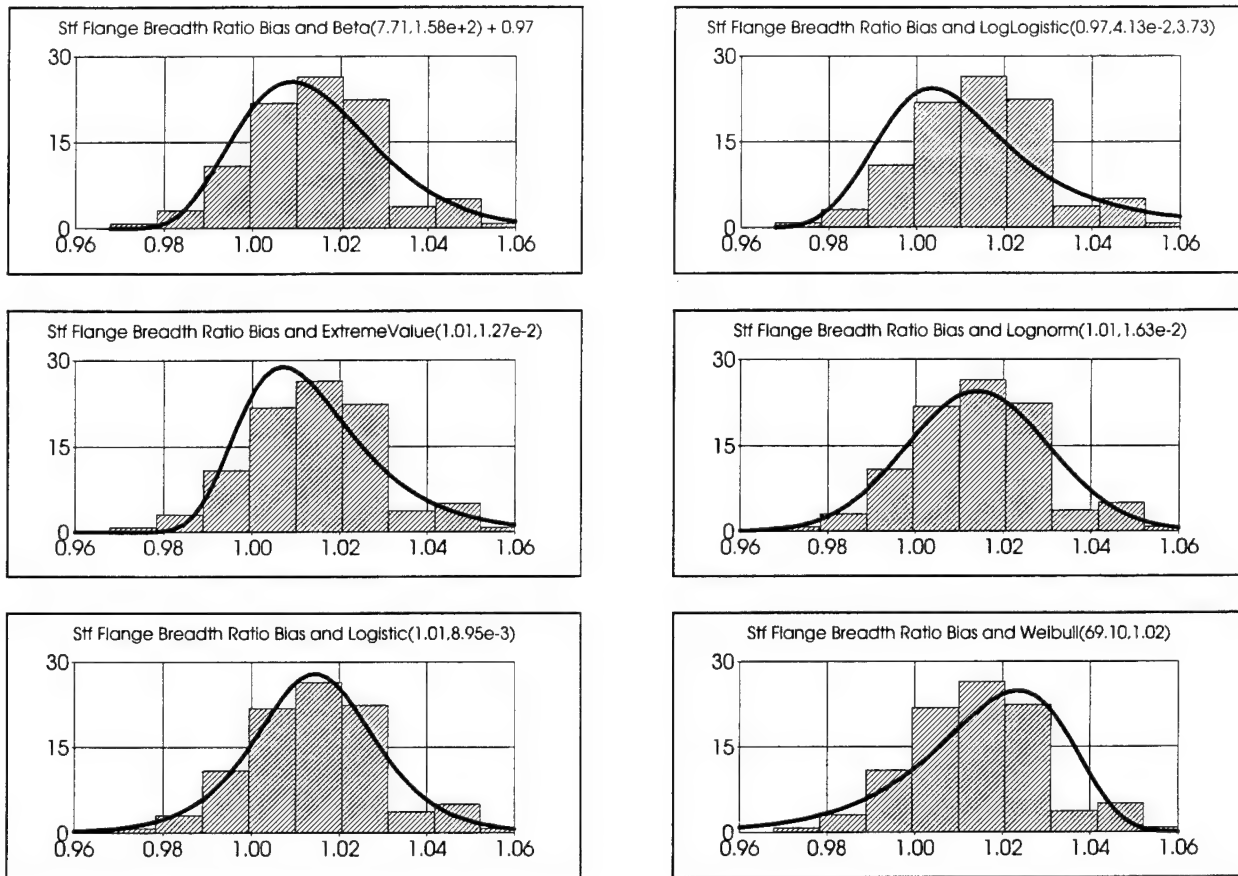 Stf Flange Breadth Ratio Bias and Beta(7.71,1.58e+2) + 0.97
30
15
0
0.96 0.98 1.00 1.02 1.04 1.06
Stf Flange Breadth Ratio Bias and LogLogistic(0.97,4.13e-2,3.73)
30
15
0
0.96 0.98 1.00 1.02 1.04 1.06
Stf Flange Breadth Ratio Bias and ExtremeValue(1.01,1.27e-2)
30
15
0
0.96 0.98 1.00 1.02 1.04 1.06
Stf Flange Breadth Ratio Bias and Lognorm(1.01,1.63e-2)
30
15
0
0.96 0.98 1.00 1.02 1.04 1.06
Stf Flange Breadth Ratio Bias and Logistic(1.01,8.95e-3)
30
15
0
0.96 0.98 1.00 1.02 1.04 1.06
Stf Flange Breadth Ratio Bias and Weibull(69.10,1.02)
30
15
0
0.96 0.98 1.00 1.02 1.04 1.06